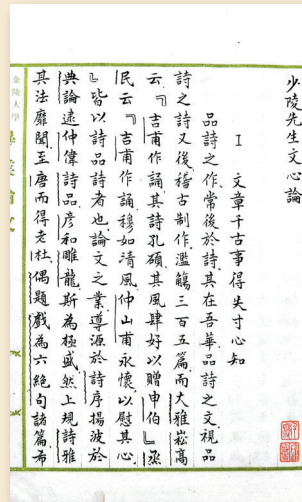 少陵先生文心論
Ⅰ 文章千古事得失寸心知
品詩之作常後於詩其在吾華品詩之文視品
詩之詩又後稽古制作濫觴三百五篇而大雅崧高
云『吉甫作誦其詩孔碩其風肆好以贈申伯』烝
民云『吉甫作誦穆如清風仲山甫永懷以慰其心
』皆以詩品詩者也論文之業導源於詩序揚波於
典論逮仲偉詩品彥和雕龍斯為極盛然上規詩雅
其法靡聞至唐而得老杜偶題戲為六絕句諸篇希
金陵大學